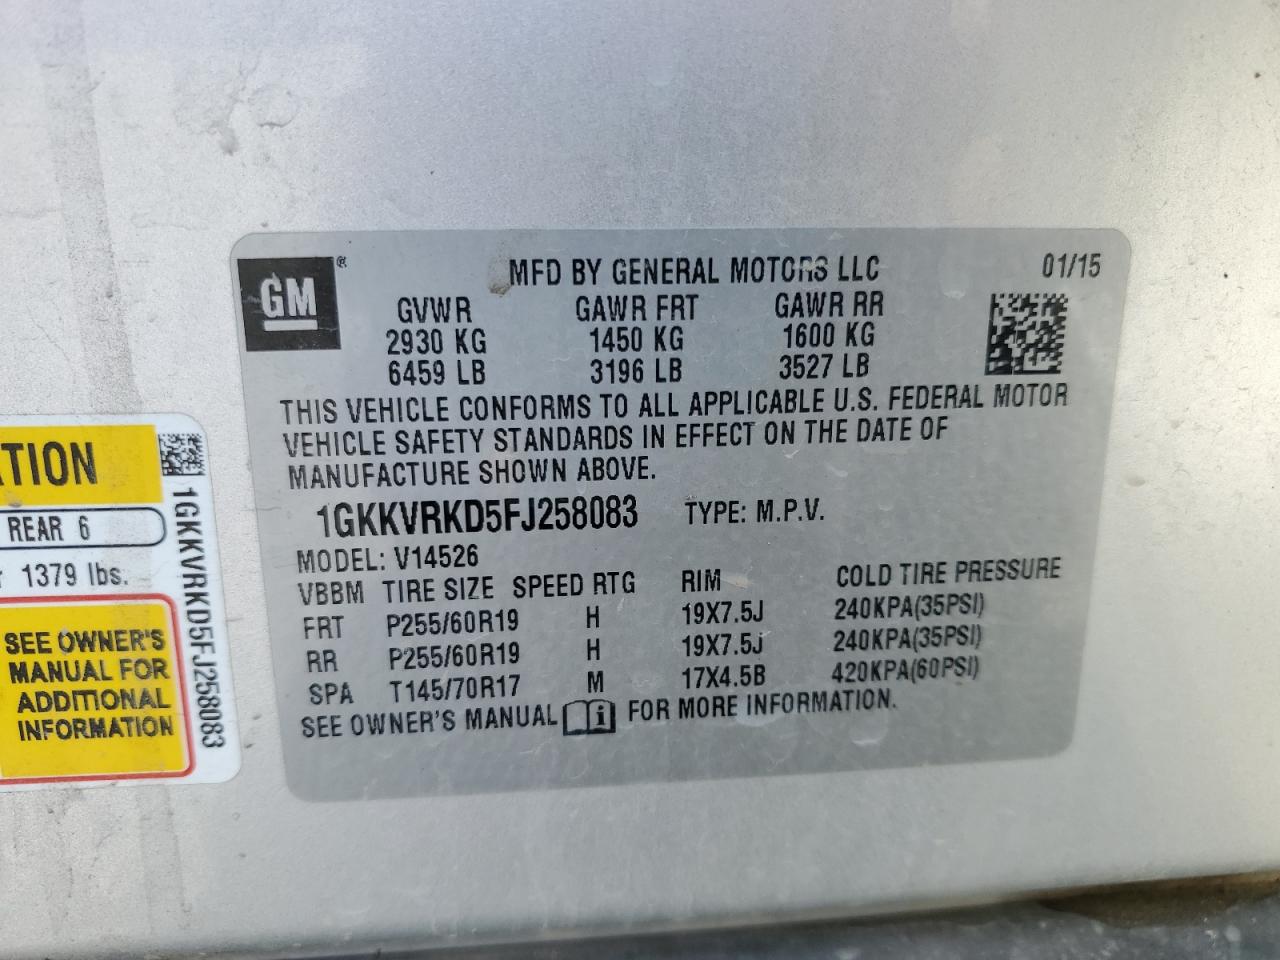 GM®
MFD BY GENERAL MOTORS LLC 01/15
GVWR GAWR FRT GAWR RR
2930 KG 1450 KG 1600 KG
6459 LB 3196 LB 3527 LB
THIS VEHICLE CONFORMS TO ALL APPLICABLE U.S. FEDERAL MOTOR
VEHICLE SAFETY STANDARDS IN EFFECT ON THE DATE OF
MANUFACTURE SHOWN ABOVE.
1GKKVRKD5FJ258083 TYPE: M.P.V.
MODEL: V14526
VBBM TIRE SIZE SPEED RTG RIM COLD TIRE PRESSURE
FRT P255/60R19 H 19X7.5J 240KPA(35PSI)
RR P255/60R19 H 19X7.5J 240KPA(35PSI)
SPA T145/70R17 M 17X4.5B 420KPA(60PSI)
SEE OWNER'S MANUAL i FOR MORE INFORMATION.
TION
REAR 6
1379 lbs.
SEE OWNER'S
MANUAL FOR
ADDITIONAL
INFORMATION
1GKKVRKD5FJ258083